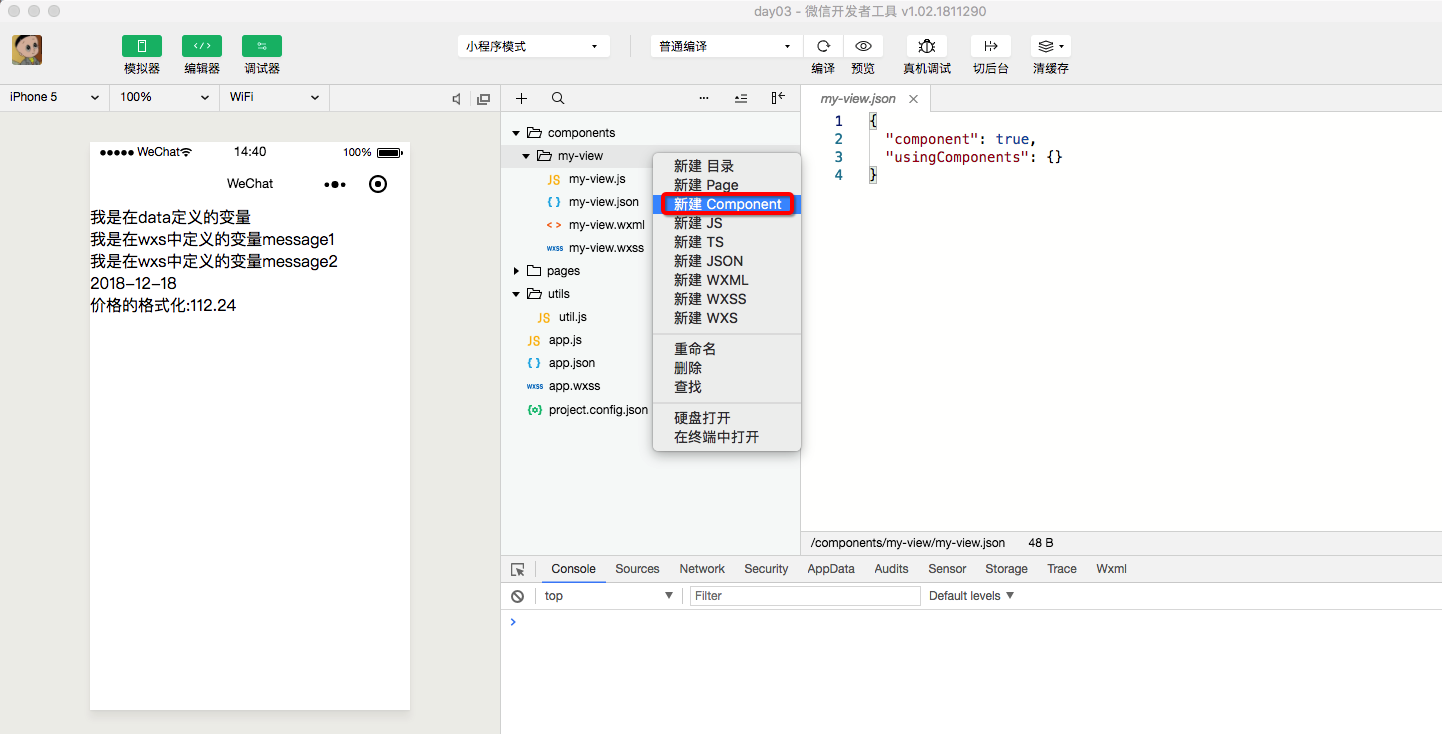 day03 - 微信开发者工具 v1.02.1811290
模拟器
编辑器
调试器
小程序模式
普通编译
编译
预览
真机调试
切后台
清缓存
iPhone 5
100%
WiFi
WeChat
14:40
100%
WeChat
我是在data定义的变量
我是在wxs中定义的变量message1
我是在wxs中定义的变量message2
2018-12-18
价格的格式化:112.24
components
my-view
JS my-view.js
{ } my-view.json
< > my-view.wxml
wxss my-view.wxss
pages
utils
JS util.js
JS app.js
{ } app.json
wxss app.wxss
{o} project.config.json
新建 目录
新建 Page
新建 Component
新建 JS
新建 TS
新建 JSON
新建 WXML
新建 WXSS
新建 WXS
重命名
删除
查找
硬盘打开
在终端中打开
my-view.json
1 {
2 "component": true,
3 "usingComponents": {}
4 }
/components/my-view/my-view.json 48 B
Console Sources Network Security AppData Audits Sensor Storage Trace Wxml
top Filter Default levels